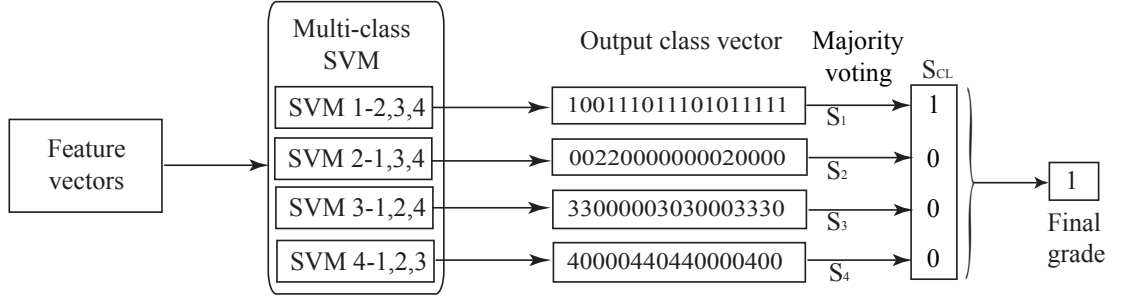 Feature
vectors
Multi-class
SVM
SVM 1-2,3,4
SVM 2-1,3,4
SVM 3-1,2,4
SVM 4-1,2,3
Output class vector
100111011101011111
00220000000020000
33000003030003330
40000440440000400
Majority
voting
S1
S2
S3
S4
SCL
1
0
0
0
1
Final
grade